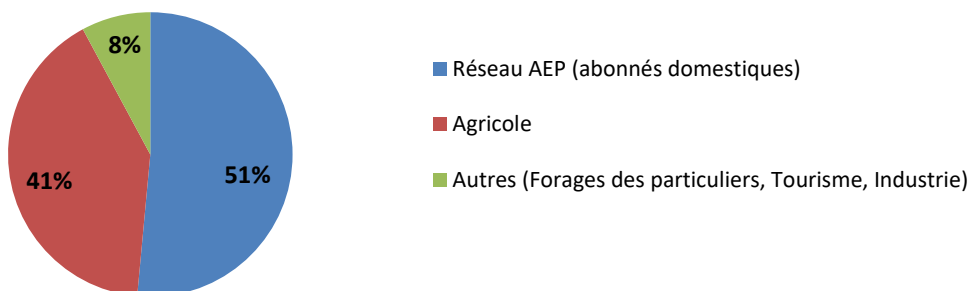 8%
41%
51%
Réseau AEP (abonnés domestiques)
Agricole
Autres (Forages des particuliers, Tourisme, Industrie)